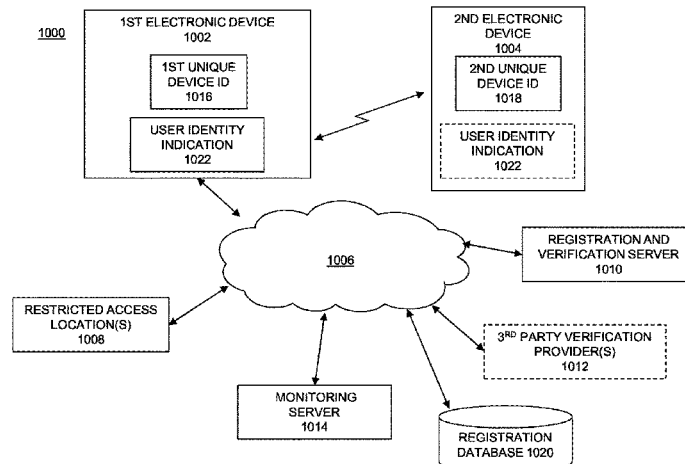 1000
1ST ELECTRONIC DEVICE
1002
1ST UNIQUE
DEVICE ID
1016
USER IDENTITY
INDICATION
1022
2ND ELECTRONIC
DEVICE
1004
2ND UNIQUE
DEVICE ID
1018
USER IDENTITY
INDICATION
1022
1006
REGISTRATION AND
VERIFICATION SERVER
1010
RESTRICTED ACCESS
LOCATION(S)
1008
3RD PARTY VERIFICATION
PROVIDER(S)
1012
MONITORING
SERVER
1014
REGISTRATION
DATABASE 1020